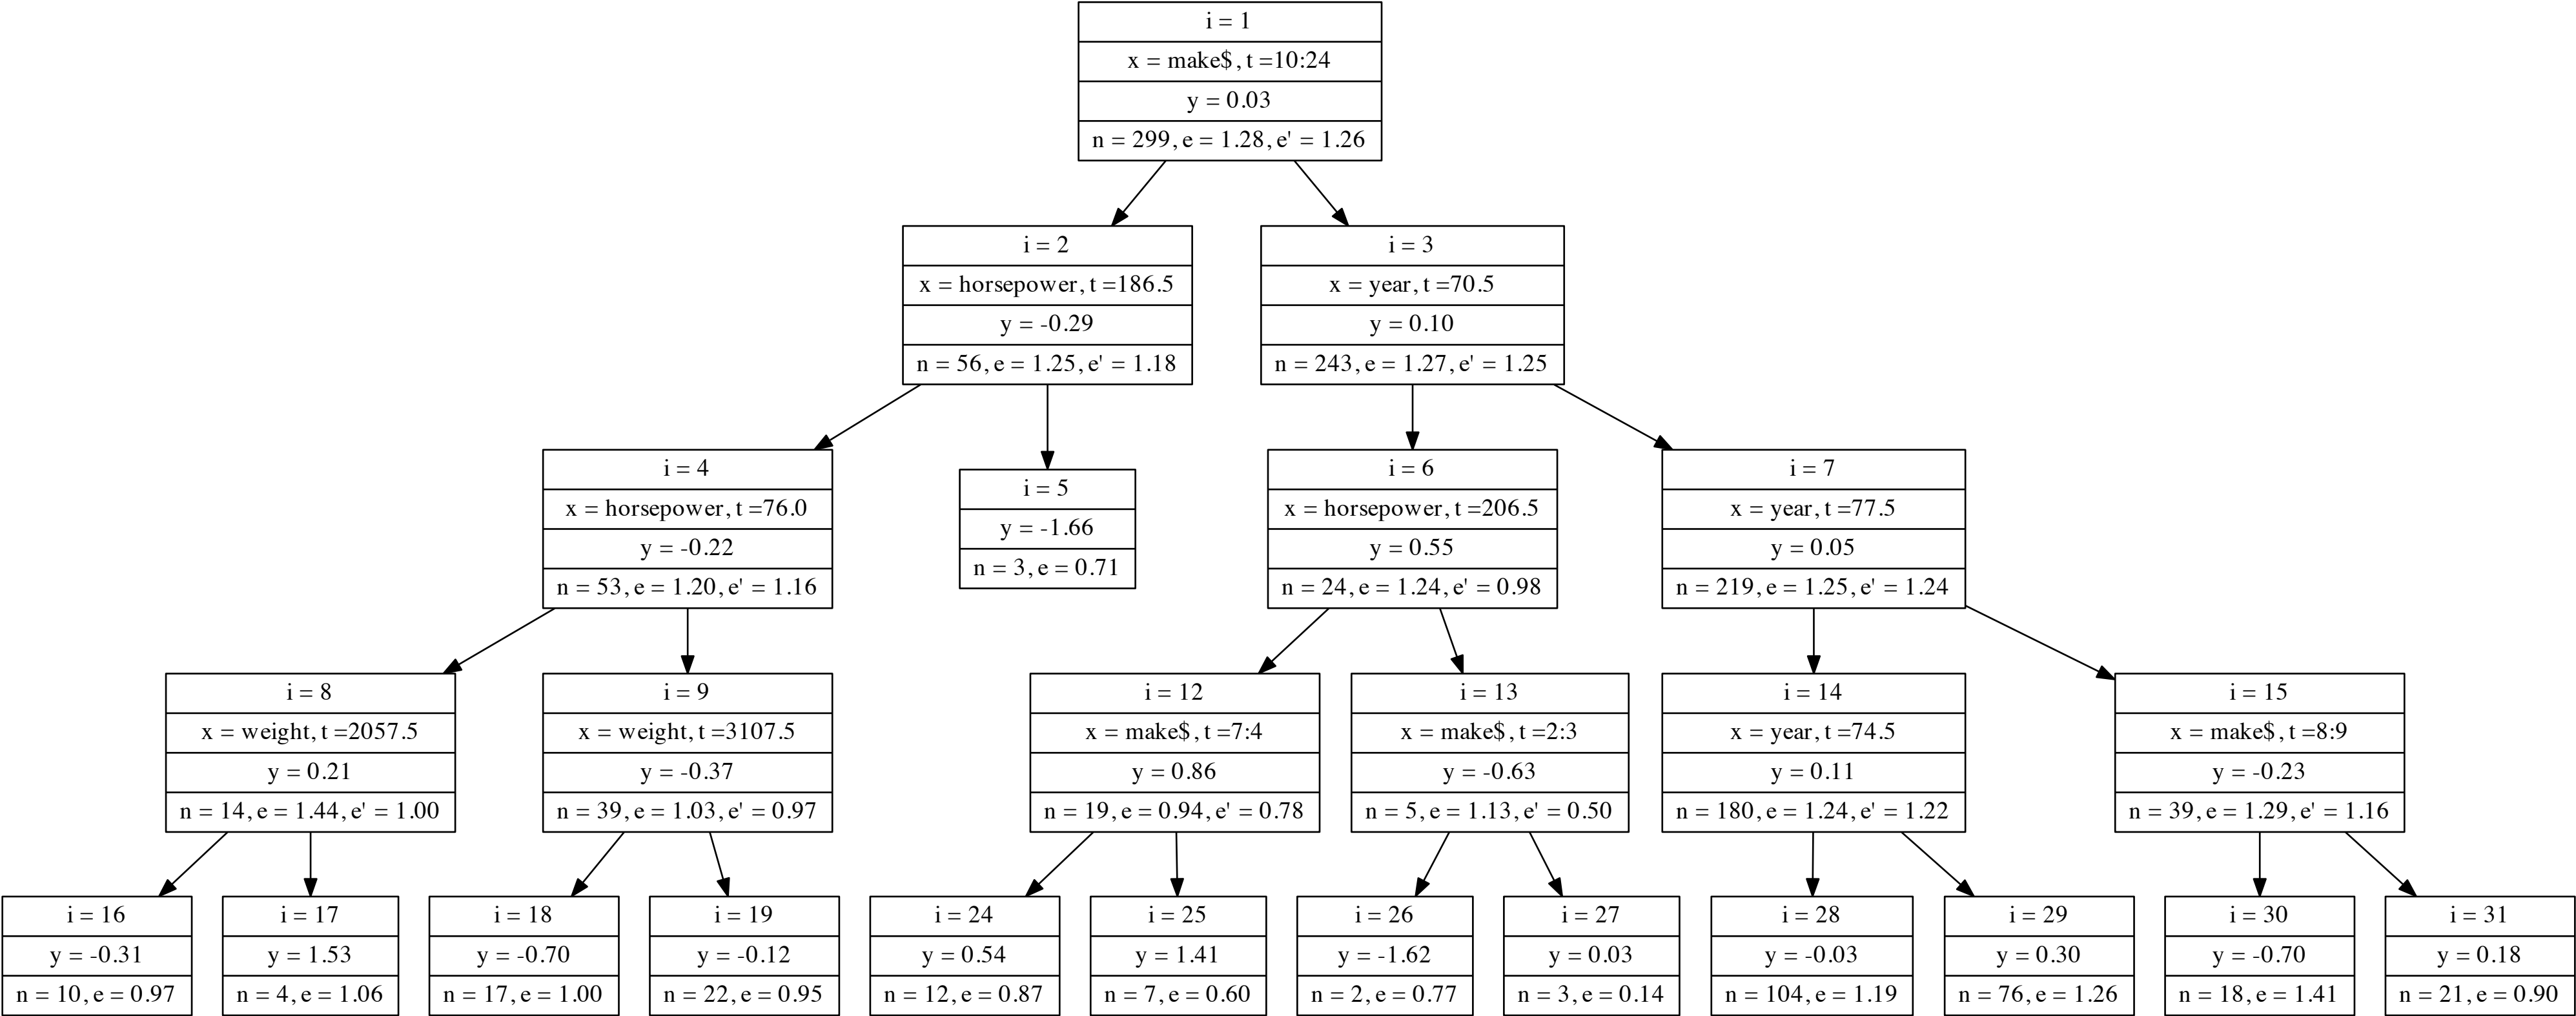 i = 1
x = make$, t =10:24
y = 0.03
n = 299, e = 1.28, e' = 1.26
i = 2
x = horsepower, t =186.5
y = -0.29
n = 56, e = 1.25, e' = 1.18
i = 3
x = year, t =70.5
y = 0.10
n = 243, e = 1.27, e' = 1.25
i = 4
x = horsepower, t =76.0
y = -0.22
n = 53, e = 1.20, e' = 1.16
i = 5
y = -1.66
n = 3, e = 0.71
i = 6
x = horsepower, t =206.5
y = 0.55
n = 24, e = 1.24, e' = 0.98
i = 7
x = year, t =77.5
y = 0.05
n = 219, e = 1.25, e' = 1.24
i = 8
x = weight, t =2057.5
y = 0.21
n = 14, e = 1.44, e' = 1.00
i = 9
x = weight, t =3107.5
y = -0.37
n = 39, e = 1.03, e' = 0.97
i = 12
x = make$, t =7:4
y = 0.86
n = 19, e = 0.94, e' = 0.78
i = 13
x = make$, t =2:3
y = -0.63
n = 5, e = 1.13, e' = 0.50
i = 14
x = year, t =74.5
y = 0.11
n = 180, e = 1.24, e' = 1.22
i = 15
x = make$, t =8:9
y = -0.23
n = 39, e = 1.29, e' = 1.16
i = 16
y = -0.31
n = 10, e = 0.97
i = 17
y = 1.53
n = 4, e = 1.06
i = 18
y = -0.70
n = 17, e = 1.00
i = 19
y = -0.12
n = 22, e = 0.95
i = 24
y = 0.54
n = 12, e = 0.87
i = 25
y = 1.41
n = 7, e = 0.60
i = 26
y = -1.62
n = 2, e = 0.77
i = 27
y = 0.03
n = 3, e = 0.14
i = 28
y = -0.03
n = 104, e = 1.19
i = 29
y = 0.30
n = 76, e = 1.26
i = 30
y = -0.70
n = 18, e = 1.41
i = 31
y = 0.18
n = 21, e = 0.90